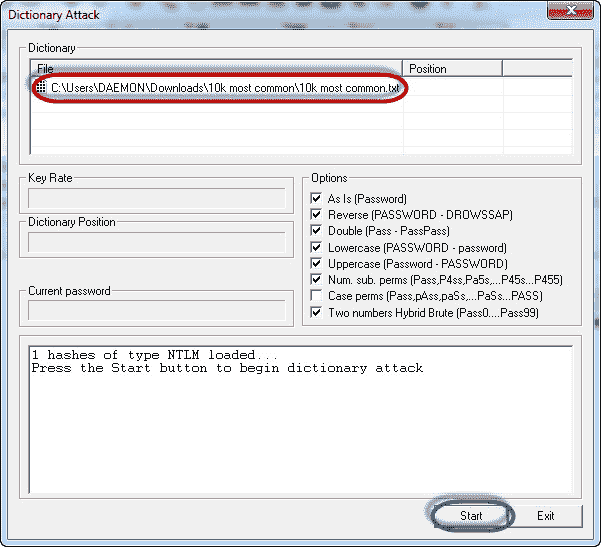 Dictionary Attack
Dictionary
File Position
C:\Users\DAEMON\Downloads\10k most common\10k most common.txt
Key Rate
Dictionary Position
Current password
Options
As Is (Password)
Reverse (PASSWORD - DROWSSAP)
Double (Pass - PassPass)
Lowercase (PASSWORD - password)
Uppercase (Password - PASSWORD)
Num. sub. perms (Pass,P4ss,Pa5s,...P45s...P455)
Case perms (Pass,pAss,paSs,...PaSs...PASS)
Two numbers Hybrid Brute (Pass0....Pass99)
1 hashes of type NTLM loaded...
Press the Start button to begin dictionary attack
Start Exit